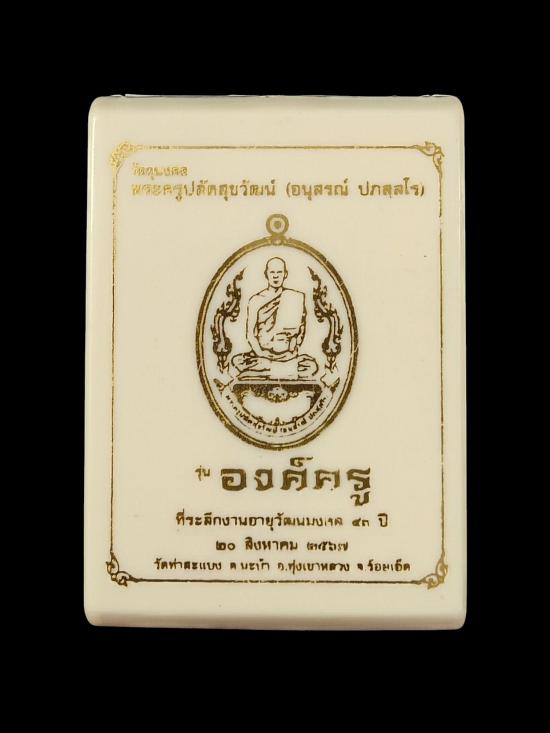 วัตถุมงคล
พระครูปลัดสุขวัฒน์ (อนุสรณ์ ปภสฺสโร)
รุ่น องค์ครู
ที่ระลึกงานอายุวัฒนมงคล ๔๓ ปี
๒๐ สิงหาคม ๒๕๖๗
วัดท่าสะแบง ต.มะบ้า อ.ทุ่งเขาหลวง จ.ร้อยเอ็ด